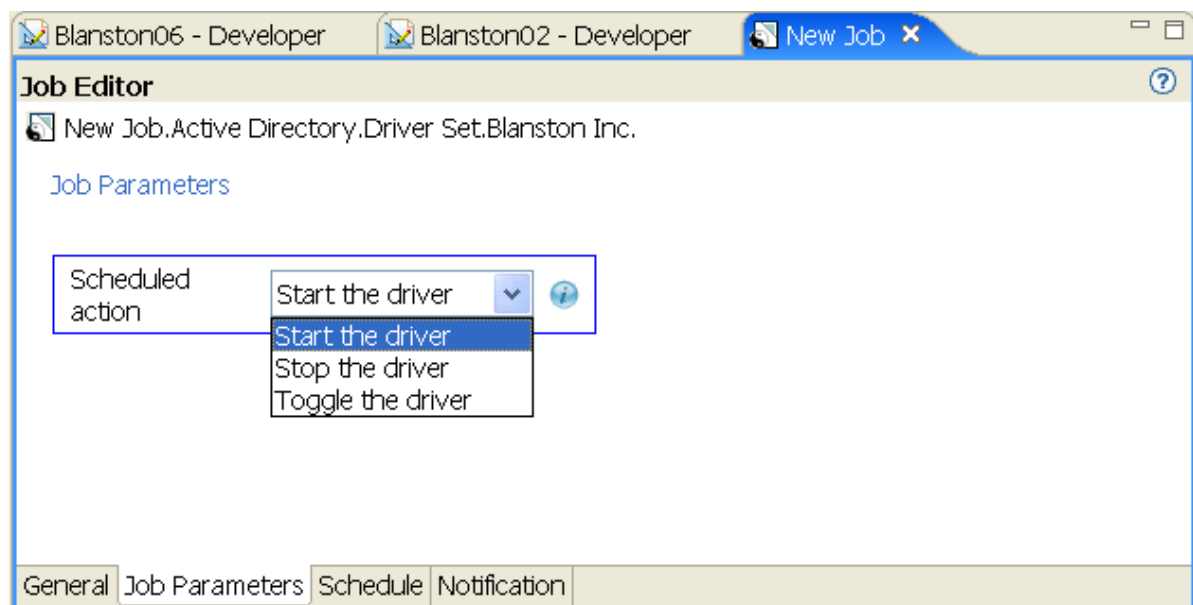 Blanston06 - Developer Blanston02 - Developer New Job
Job Editor
New Job.Active Directory.Driver Set.Blanston Inc.
Job Parameters
Scheduled
action
Start the driver
Start the driver
Stop the driver
Toggle the driver
General Job Parameters Schedule Notification